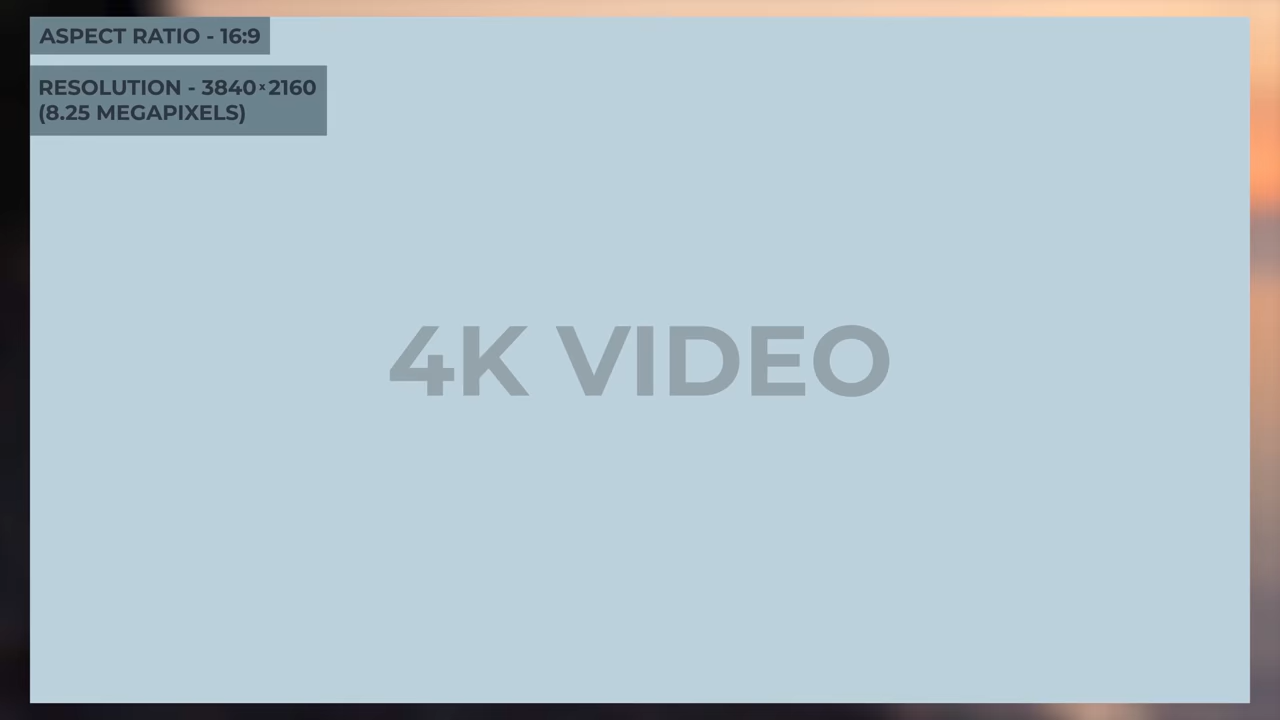 ASPECT RATIO - 16:9
RESOLUTION - 3840×2160
(8.25 MEGAPIXELS)
4K VIDEO